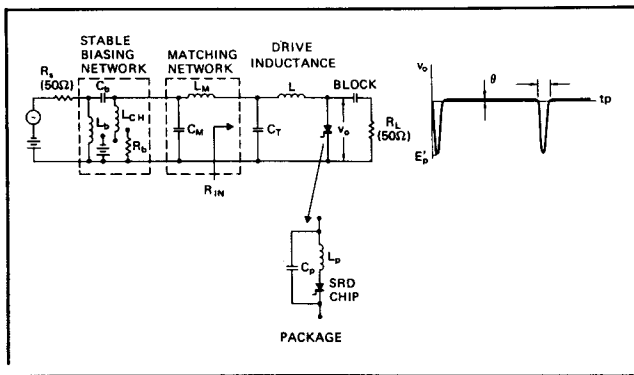 STABLE
BIASING
NETWORK
MATCHING
NETWORK
DRIVE
INDUCTANCE
Rs
(50Ω)
Cb
LCH
Lb
Rb
LM
CM
RIN
L
CT
BLOCK
vo
RL
(50Ω)
vo
θ
tp
E'p
Cp
Lp
SRD
CHIP
PACKAGE